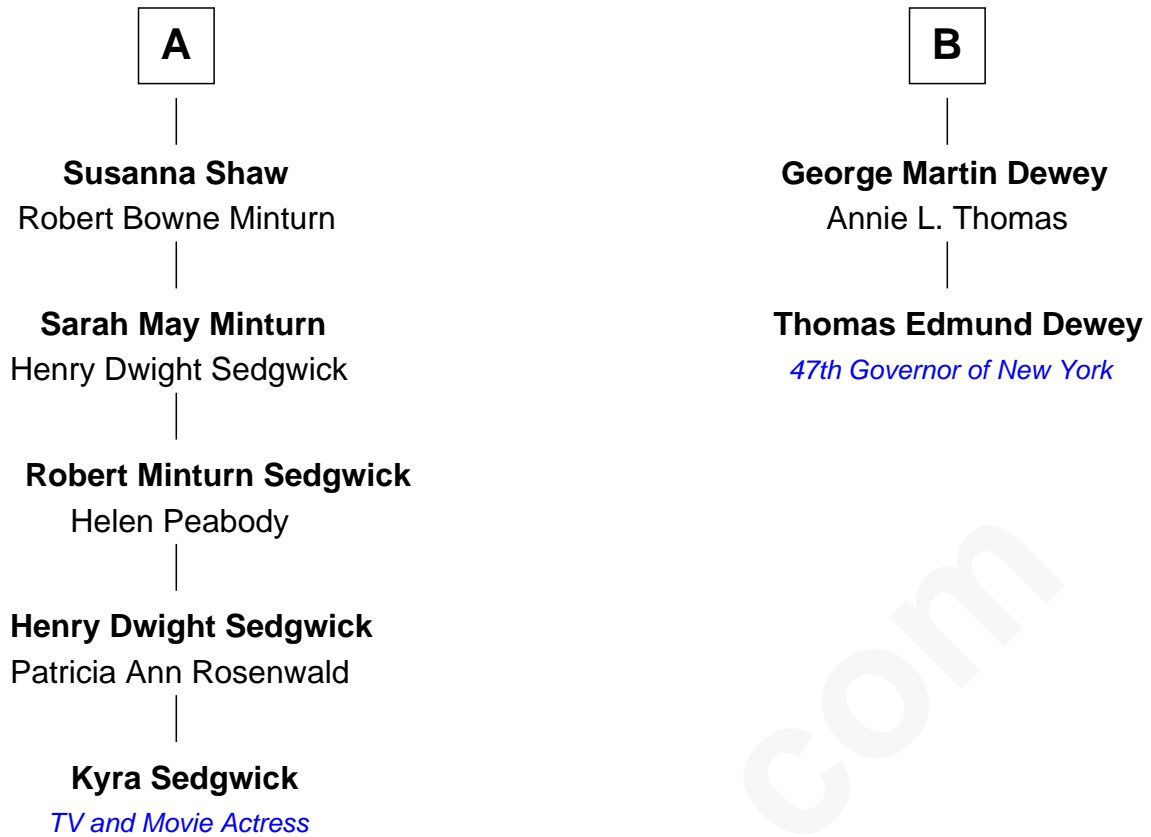 A
Susanna Shaw
Robert Bowne Minturn
Sarah May Minturn
Henry Dwight Sedgwick
Robert Minturn Sedgwick
Helen Peabody
Henry Dwight Sedgwick
Patricia Ann Rosenwald
Kyra Sedgwick
TV and Movie Actress
B
George Martin Dewey
Annie L. Thomas
Thomas Edmund Dewey
47th Governor of New York
com